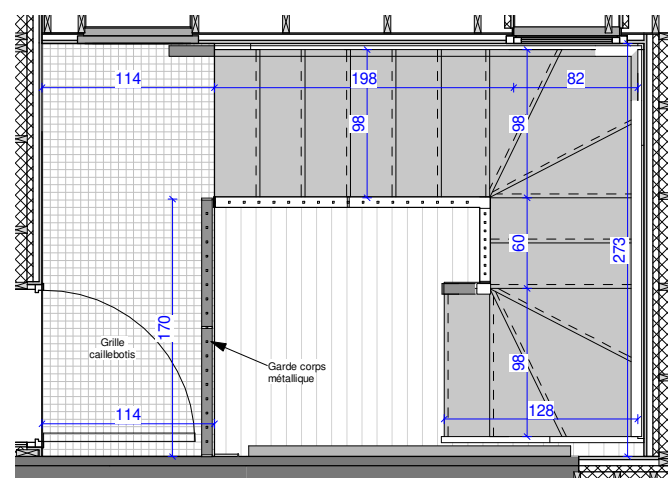 114
198
82
98
98
60
273
170
Grille
caillebotis
Garde corps
métallique
98
128
114